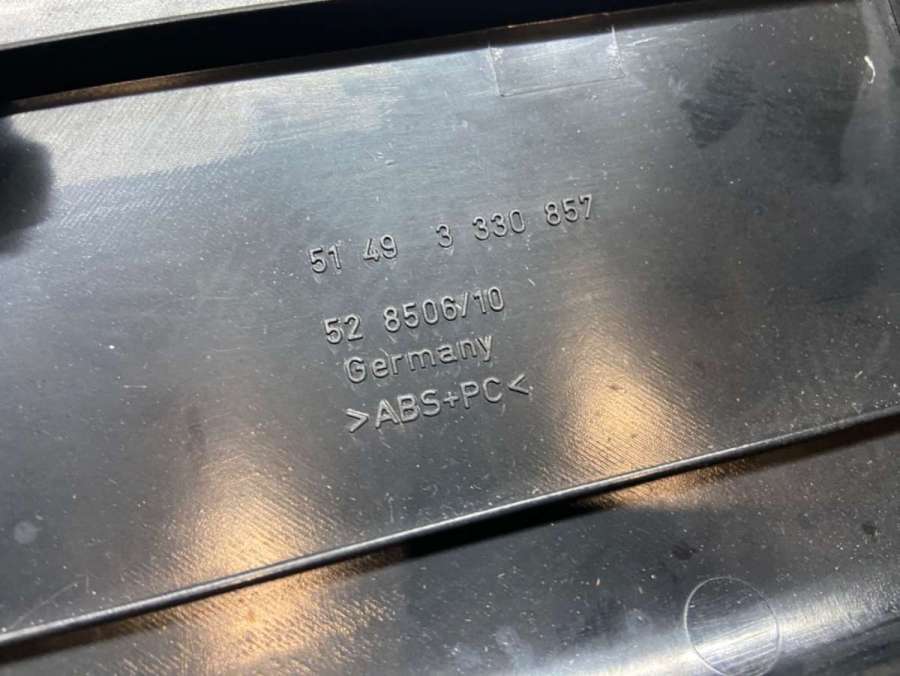 51 49 3 330 857
52 8506/10
Germany
>ABS+PC<